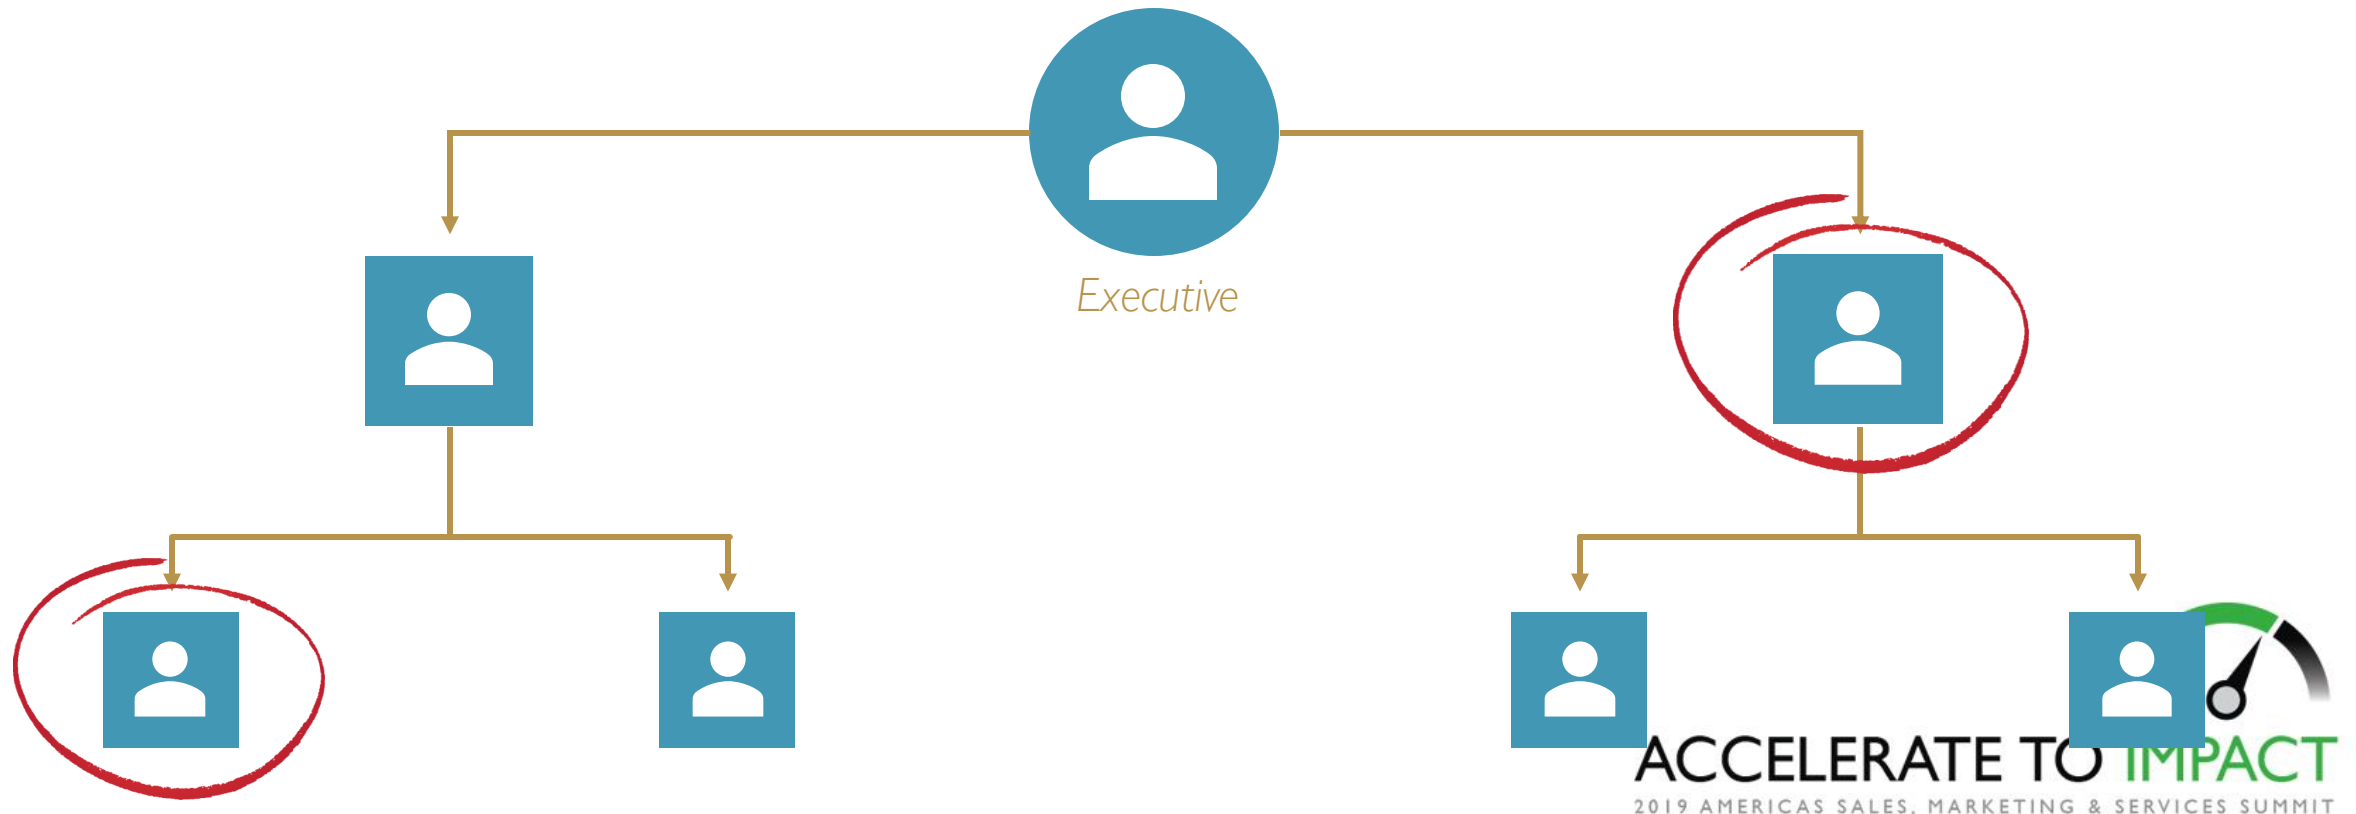 Executive
ACCELERATE TO IMPACT
2019 AMERICAS SALES, MARKETING & SERVICES SUMMIT